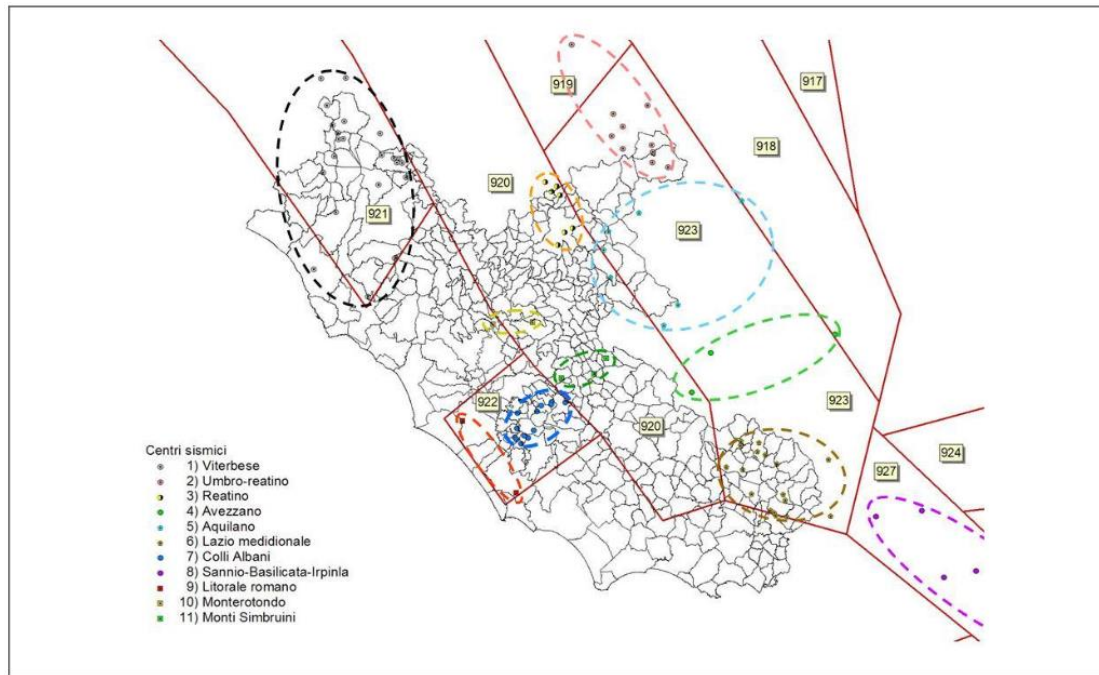 917
919
918
920
921
923
922
923
920
924
927
Centri sismici
1) Viterbese
2) Umbro-reatino
3) Reatino
4) Avezzano
5) Aquilano
6) Lazio medidionale
7) Colli Albani
8) Sannio-Basilicata-Irpinla
9) Litorale romano
10) Monterotondo
11) Monti Simbruini